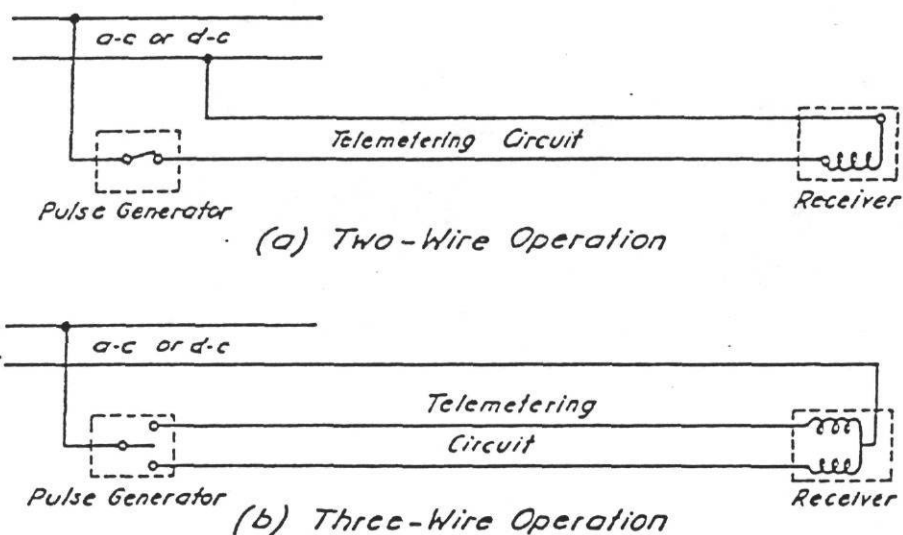 a-c or d-c
Telemetering Circuit
Pulse Generator
Receiver
(a) Two-Wire Operation
a-c or d-c
Telemetering
Circuit
Pulse Generator
Receiver
(b) Three-Wire Operation